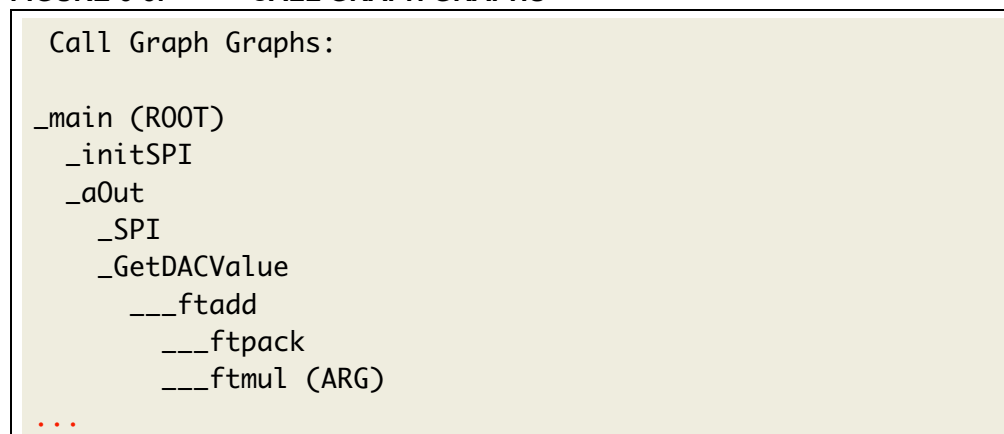 Call Graph Graphs:
_main (ROOT)
_initSPI
_aOut
_SPI
_GetDACValue
___ftadd
___ftpack
___ftmul (ARG)
...